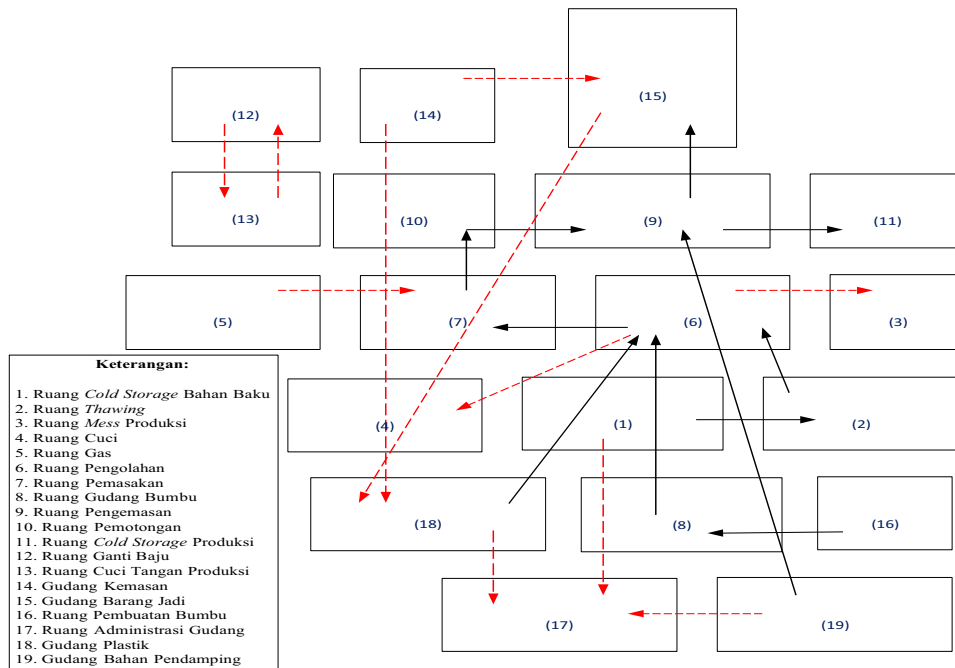 (15)
(12)
(14)
(13)
(10)
(9)
(11)
(5)
(7)
(6)
(3)
(4)
(1)
(2)
(18)
(8)
(16)
(17)
(19)
Keterangan:
1. Ruang Cold Storage Bahan Baku
2. Ruang Thawing
3. Ruang Mess Produksi
4. Ruang Cuci
5. Ruang Gas
6. Ruang Pengolahan
7. Ruang Pemasakan
8. Ruang Gudang Bumbu
9. Ruang Pengemasan
10. Ruang Pemotongan
11. Ruang Cold Storage Produksi
12. Ruang Ganti Baju
13. Ruang Cuci Tangan Produksi
14. Gudang Kemasan
15. Gudang Barang Jadi
16. Ruang Pembuatan Bumbu
17. Ruang Administrasi Gudang
18. Gudang Plastik
19. Gudang Bahan Pendamping